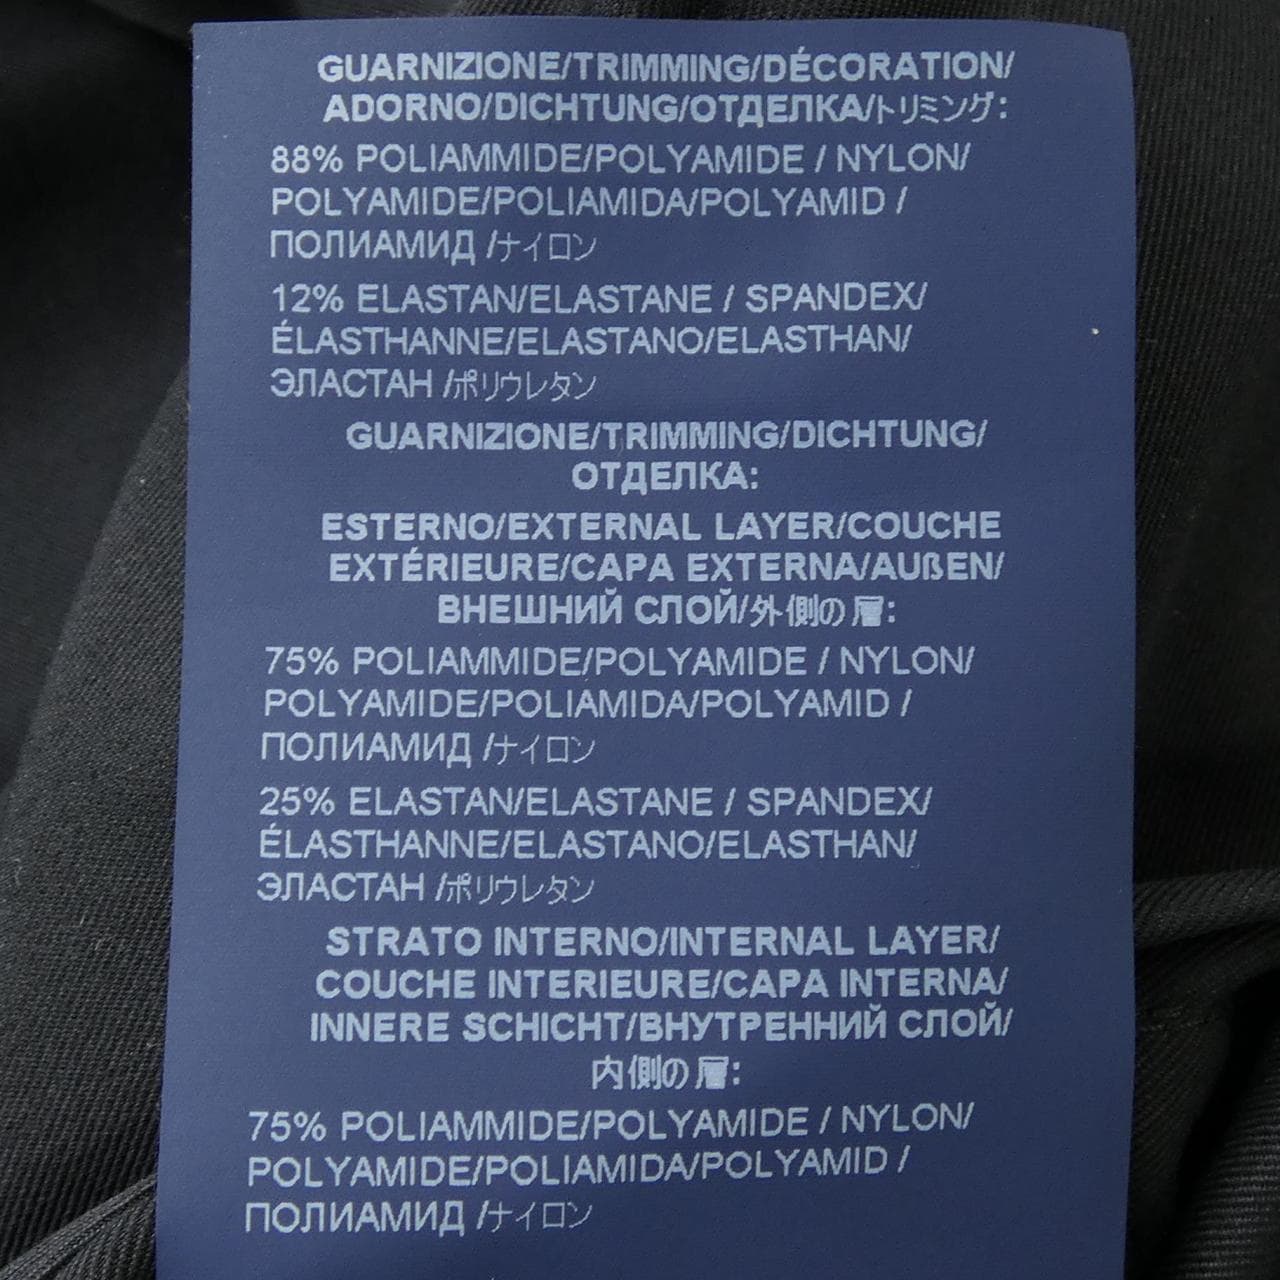 GUARNIZIONE/TRIMMING/DÉCORATION/
ADORNO/DICHTUNG/ОТДЕЛКА/トリミング:
88% POLIAMMIDE/POLYAMIDE / NYLON/
POLYAMIDE/POLIAMIDA/POLYAMID /
ПОЛИАМИД /ナイロン
12% ELASTAN/ELASTANE / SPANDEX/
ÉLASTHANNE/ELASTANO/ELASTHAN/
ЭЛАСТАН /ポリウレタン
GUARNIZIONE/TRIMMING/DICHTUNG/
ОТДЕЛКА:
ESTERNO/EXTERNAL LAYER/COUCHE
EXTÉRIEURE/CAPA EXTERNA/AUßEN/
ВНЕШНИЙ СЛОЙ/外側の層:
75% POLIAMMIDE/POLYAMIDE / NYLON/
POLYAMIDE/POLIAMIDA/POLYAMID /
ПОЛИАМИД /ナイロン
25% ELASTAN/ELASTANE / SPANDEX/
ÉLASTHANNE/ELASTANO/ELASTHAN/
ЭЛАСТАН /ポリウレタン
STRATO INTERNO/INTERNAL LAYER/
COUCHE INTERIEURE/CAPA INTERNA/
INNERE SCHICHT/ВНУТРЕННИЙ СЛОЙ/
内側の層:
75% POLIAMMIDE/POLYAMIDE / NYLON/
POLYAMIDE/POLIAMIDA/POLYAMID /
ПОЛИАМИД /ナイロン